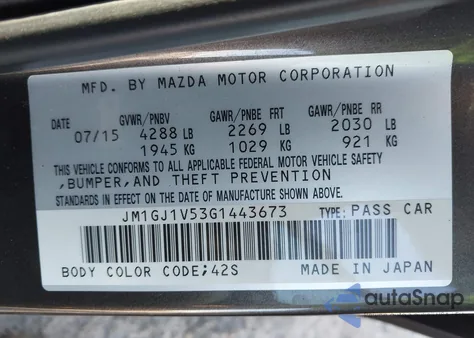 MFD. BY MAZDA MOTOR CORPORATION
DATE GVWR/PNBV GAWR/PNBE FRT GAWR/PNBE RR
07/15 4288 LB 2269 LB 2030 LB
1945 KG 1029 KG 921 KG
THIS VEHICLE CONFORMS TO ALL APPLICABLE FEDERAL MOTOR VEHICLE SAFETY
,BUMPER,AND THEFT PREVENTION
STANDARDS IN EFFECT ON THE DATE OF MANUFACTURE SHOWN ABOVE.
JM1GJ1V53G1443673 TYPE: PASS CAR
BODY COLOR CODE;42S MADE IN JAPAN
autoSnap